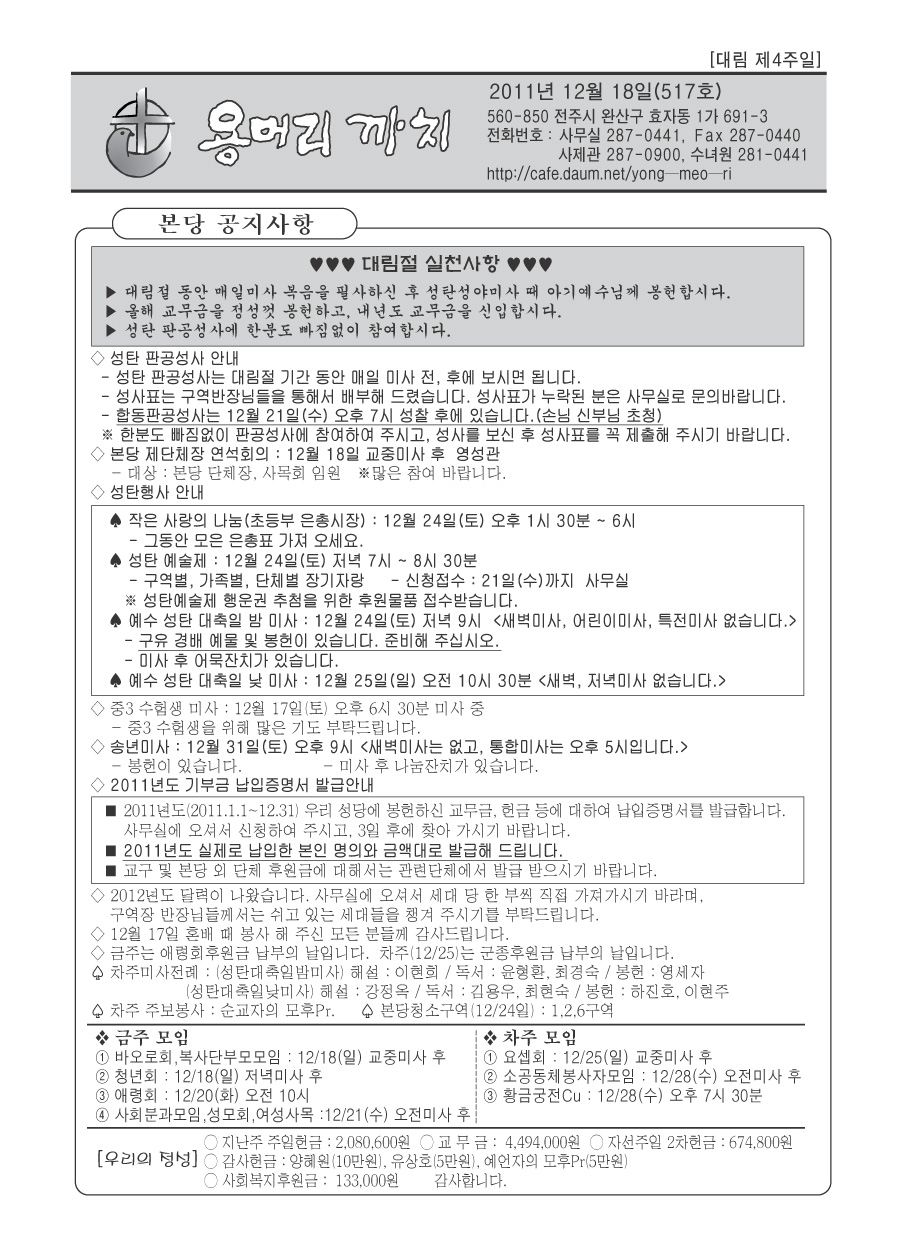 [대림 제4주일]
용머리 까치
2011년 12월 18일(517호)
560-850 전주시 완산구 효자동 1가 691-3
전화번호 : 사무실 287-0441, Fax 287-0440
사제관 287-0900, 수녀원 281-0441
http://cafe.daum.net/yong—meo—ri
본당 공지사항
♥♥♥ 대림절 실천사항 ♥♥♥
▶ 대림절 동안 매일미사 복음을 필사하신 후 성탄성야미사 때 아기예수님께 봉헌합시다.
▶ 올해 교무금을 정성껏 봉헌하고, 내년도 교무금을 신입합시다.
▶ 성탄 판공성사에 한분도 빠짐없이 참여합시다.
◇ 성탄 판공성사 안내
- 성탄 판공성사는 대림절 기간 동안 매일 미사 전, 후에 보시면 됩니다.
- 성사표는 구역반장님들을 통해서 배부해 드렸습니다. 성사표가 누락된 분은 사무실로 문의바랍니다.
- 합동판공성사는 12월 21일(수) 오후 7시 성찰 후에 있습니다.(손님 신부님 초청)
※ 한분도 빠짐없이 판공성사에 참여하여 주시고, 성사를 보신 후 성사표를 꼭 제출해 주시기 바랍니다.
◇ 본당 제단체장 연석회의 : 12월 18일 교중미사 후 영성관
- 대상 : 본당 단체장, 사목회 임원 ※많은 참여 바랍니다.
◇ 성탄행사 안내
♠ 작은 사랑의 나눔(초등부 은총시장) : 12월 24일(토) 오후 1시 30분 ~ 6시
- 그동안 모은 은총표 가져 오세요.
♠ 성탄 예술제 : 12월 24일(토) 저녁 7시 ~ 8시 30분
- 구역별, 가족별, 단체별 장기자랑 - 신청접수 : 21일(수)까지 사무실
※ 성탄예술제 행운권 추첨을 위한 후원물품 접수받습니다.
♠ 예수 성탄 대축일 밤 미사 : 12월 24일(토) 저녁 9시 <새벽미사, 어린이미사, 특전미사 없습니다.>
- 구유 경배 예물 및 봉헌이 있습니다. 준비해 주십시오.
- 미사 후 어묵잔치가 있습니다.
♠ 예수 성탄 대축일 낮 미사 : 12월 25일(일) 오전 10시 30분 <새벽, 저녁미사 없습니다.>
◇ 중3 수험생 미사 : 12월 17일(토) 오후 6시 30분 미사 중
- 중3 수험생을 위해 많은 기도 부탁드립니다.
◇ 송년미사 : 12월 31일(토) 오후 9시 <새벽미사는 없고, 통합미사는 오후 5시입니다.>
- 봉헌이 있습니다. - 미사 후 나눔잔치가 있습니다.
◇ 2011년도 기부금 납입증명서 발급안내
■ 2011년도(2011.1.1~12.31) 우리 성당에 봉헌하신 교무금, 헌금 등에 대하여 납입증명서를 발급합니다.
사무실에 오셔서 신청하여 주시고, 3일 후에 찾아 가시기 바랍니다.
■ 2011년도 실제로 납입한 본인 명의와 금액대로 발급해 드립니다.
■ 교구 및 본당 외 단체 후원금에 대해서는 관련단체에서 발급 받으시기 바랍니다.
◇ 2012년도 달력이 나왔습니다. 사무실에 오셔서 세대 당 한 부씩 직접 가져가시기 바라며,
구역장 반장님들께서는 쉬고 있는 세대들을 챙겨 주시기를 부탁드립니다.
◇ 12월 17일 혼배 때 봉사 해 주신 모든 분들께 감사드립니다.
◇ 금주는 애령회후원금 납부의 날입니다. 차주(12/25)는 군종후원금 납부의 날입니다.
♤ 차주미사전례 : (성탄대축일밤미사) 해설 : 이현희 / 독서 : 윤형환, 최경숙 / 봉헌 : 영세자
(성탄대축일낮미사) 해설 : 강정옥 / 독서 : 김용우, 최현숙 / 봉헌 : 하진호, 이현주
♤ 차주 주보봉사 : 순교자의 모후Pr. ♤ 본당청소구역(12/24일) : 1,2,6구역
❖ 금주 모임
① 바오로회,복사단부모모임 : 12/18(일) 교중미사 후
② 청년회 : 12/18(일) 저녁미사 후
③ 애령회 : 12/20(화) 오전 10시
④ 사회분과모임,성모회,여성사목 :12/21(수) 오전미사 후
❖ 차주 모임
① 요셉회 : 12/25(일) 교중미사 후
② 소공동체봉사자모임 : 12/28(수) 오전미사 후
③ 황금궁전Cu : 12/28(수) 오후 7시 30분
[우리의 정성]
○ 지난주 주일헌금 : 2,080,600원 ○ 교 무 금 : 4,494,000원 ○ 자선주일 2차헌금 : 674,800원
○ 감사헌금 : 양혜원(10만원), 유상호(5만원), 예언자의 모후Pr(5만원)
○ 사회복지후원금 : 133,000원 감사합니다.